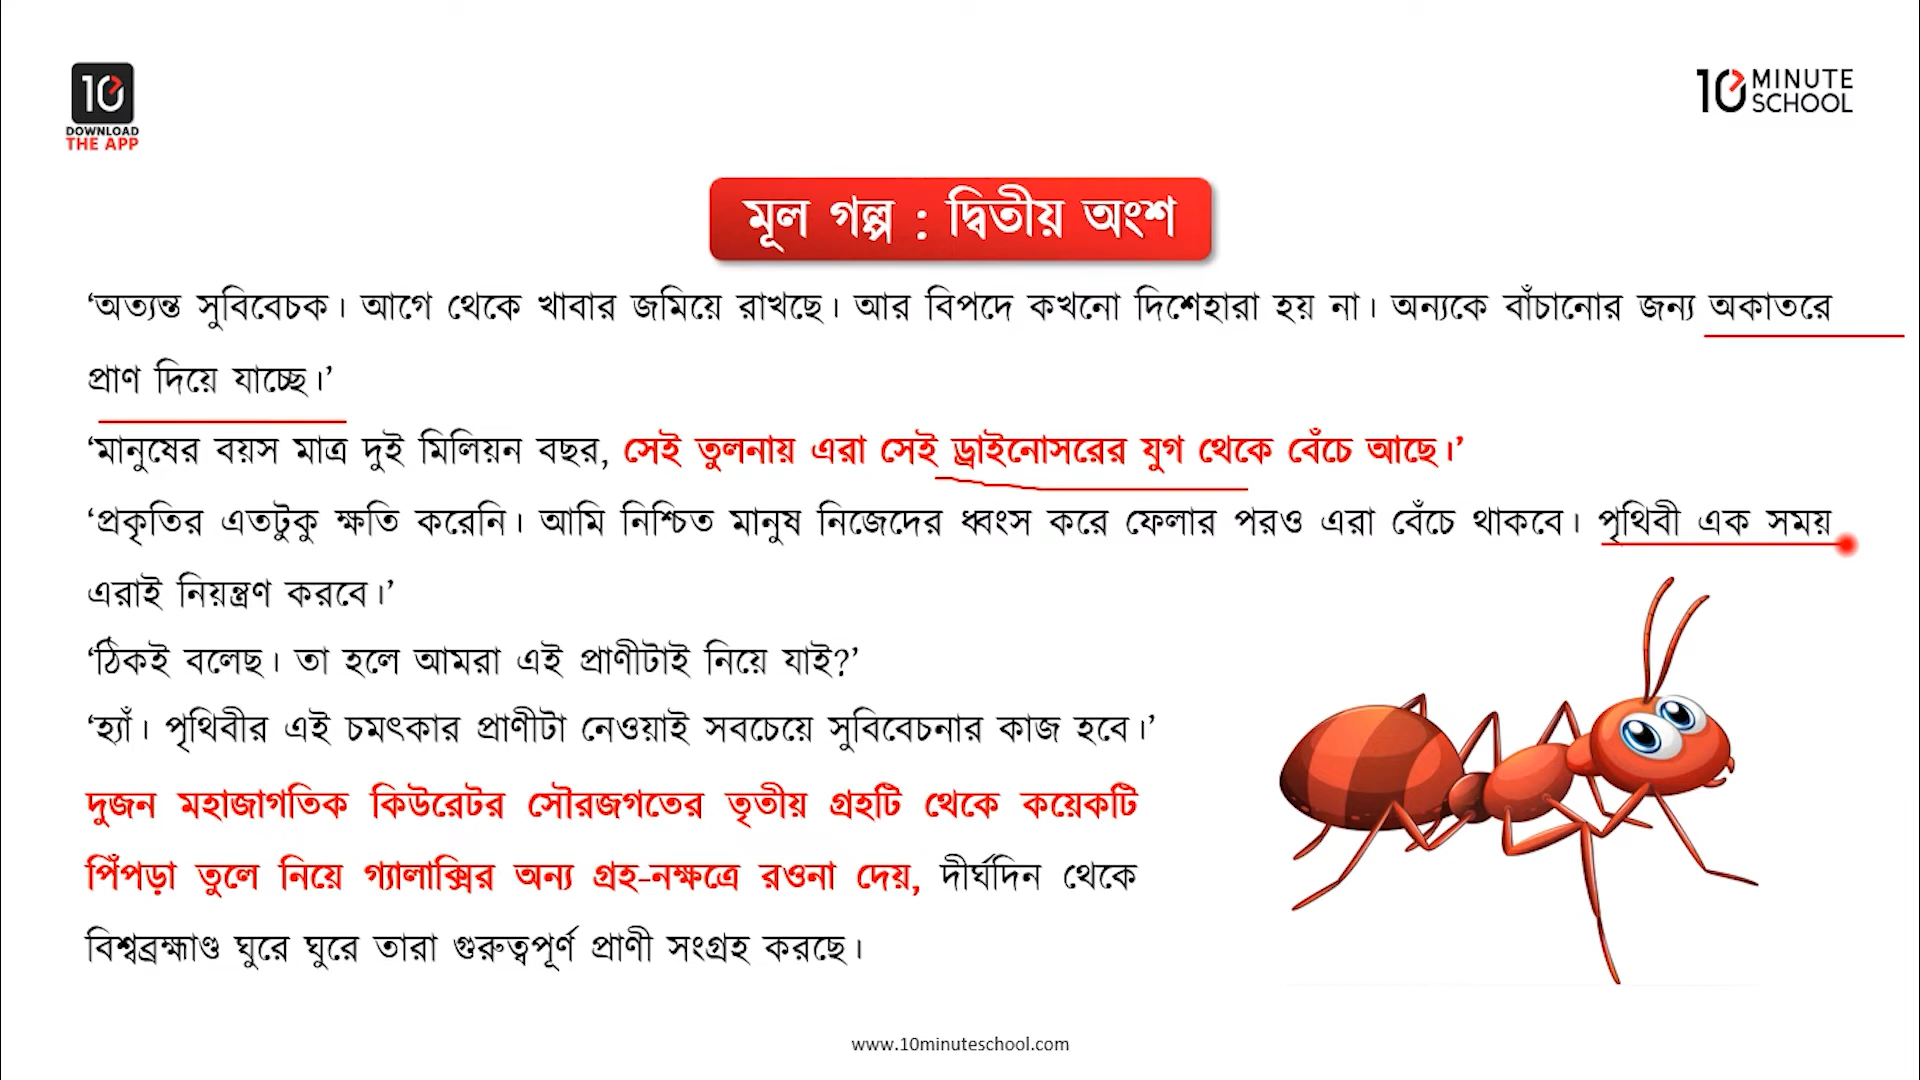 10
DOWNLOAD
THE APP
10 MINUTE
SCHOOL
মূল গল্প : দ্বিতীয় অংশ
‘অত্যন্ত সুবিবেচক। আগে থেকে খাবার জমিয়ে রাখছে। আর বিপদে কখনো দিশেহারা হয় না। অন্যকে বাঁচানোর জন্য অকাতরে
প্রাণ দিয়ে যাচ্ছে।’
‘মানুষের বয়স মাত্র দুই মিলিয়ন বছর, সেই তুলনায় এরা সেই ড্রাইনোসরের যুগ থেকে বেঁচে আছে।’
‘প্রকৃতির এতটুকু ক্ষতি করেনি। আমি নিশ্চিত মানুষ নিজেদের ধ্বংস করে ফেলার পরও এরা বেঁচে থাকবে। পৃথিবী এক সময়
এরাই নিয়ন্ত্রণ করবে।’
‘ঠিকই বলেছ। তা হলে আমরা এই প্রাণীটাই নিয়ে যাই?’
‘হ্যাঁ। পৃথিবীর এই চমৎকার প্রাণীটা নেওয়াই সবচেয়ে সুবিবেচনার কাজ হবে।’
দুজন মহাজাগতিক কিউরেটর সৌরজগতের তৃতীয় গ্রহটি থেকে কয়েকটি
পিঁপড়া তুলে নিয়ে গ্যালাক্সির অন্য গ্রহ-নক্ষত্রে রওনা দেয়, দীর্ঘদিন থেকে
বিশ্বব্রহ্মাণ্ড ঘুরে ঘুরে তারা গুরুত্বপূর্ণ প্রাণী সংগ্রহ করছে।
www.10minuteschool.com